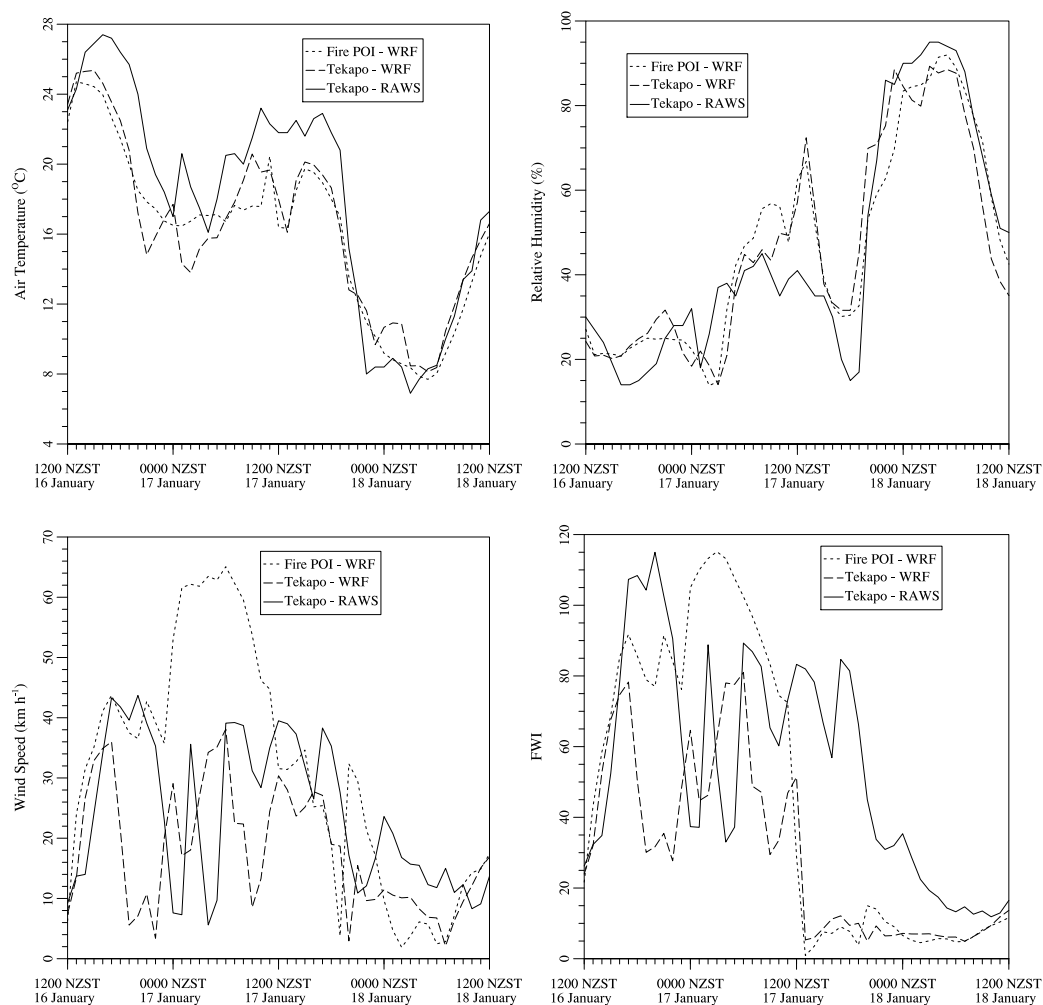 28
24
20
16
12
8
4
Air Temperature (°C)
Fire POI - WRF
Tekapo - WRF
Tekapo - RAWS
1200 NZST
16 January
0000 NZST
17 January
1200 NZST
17 January
0000 NZST
18 January
1200 NZST
18 January
100
80
60
40
20
0
Relative Humidity (%)
Fire POI - WRF
Tekapo - WRF
Tekapo - RAWS
1200 NZST
16 January
0000 NZST
17 January
1200 NZST
17 January
0000 NZST
18 January
1200 NZST
18 January
70
60
50
40
30
20
10
0
Wind Speed (km h⁻¹)
Fire POI - WRF
Tekapo - WRF
Tekapo - RAWS
1200 NZST
16 January
0000 NZST
17 January
1200 NZST
17 January
0000 NZST
18 January
1200 NZST
18 January
120
100
80
60
40
20
0
FWI
Fire POI - WRF
Tekapo - WRF
Tekapo - RAWS
1200 NZST
16 January
0000 NZST
17 January
1200 NZST
17 January
0000 NZST
18 January
1200 NZST
18 January